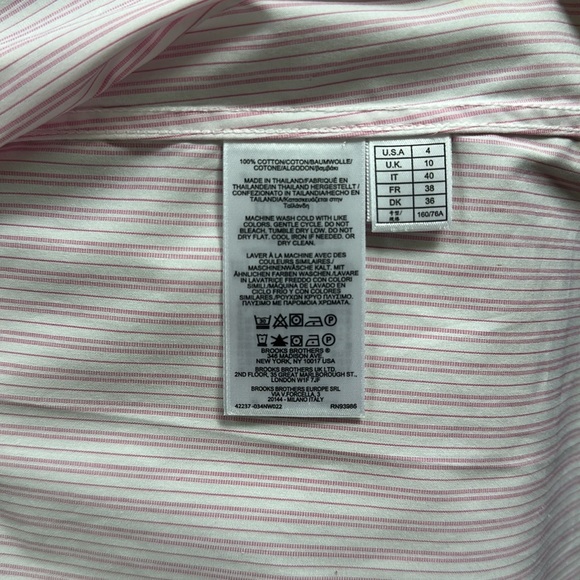 100% COTTON/COTON/BAUMWOLLE/
COTONE/ALGODON/βαμβάκι
MADE IN THAILAND/FABRIQUÉ EN
THAILANDE/IN THAILAND HERGESTELLT/
CONFEZIONATO IN TAILANDIA/HECHO EN
TAILANDIA/Κατασκευάζεται στην
Ταϊλάνδη
MACHINE WASH COLD WITH LIKE
COLORS, GENTLE CYCLE. DO NOT
BLEACH. TUMBLE DRY LOW. DO NOT
DRY FLAT. COOL IRON IF NEEDED. OR
DRY CLEAN.
LAVER À LA MACHINE AVEC DES
COULEURS SIMILAIRES./
MASCHINENWÄSCHE KALT. MIT
ÄHNLICHEN FARBEN WASCHEN./LAVARE
IN LAVATRICE FREDDO CON COLORI
SIMILI./MÁQUINA DE LAVADO EN
FRÍO Y CON COLORES
SIMILARES./ΡΟΥΧΩΝ ΚΡΥΟ ΠΛΥΣΙΜΟ.
ΠΛΥΣΙΜΟ ΜΕ ΠΑΡΟΜΟΙΑ ΧΡΩΜΑΤΑ.
BROOKS BROTHERS ®
346 MADISON AVE.
NEW YORK, NY 10017 USA
BROOKS BROTHERS UK LTD
2ND FLOOR, 35 GREAT MARLBOROUGH ST.
LONDON W1F 7JF
BROOKS BROTHERS EUROPE SRL
VIA V.FORCELLA, 3
20144 - MILANO ITALY
42237 -034NW022 RN93986
U.S.A 4
U.K. 10
IT 40
FR 38
DK 36
160/76A